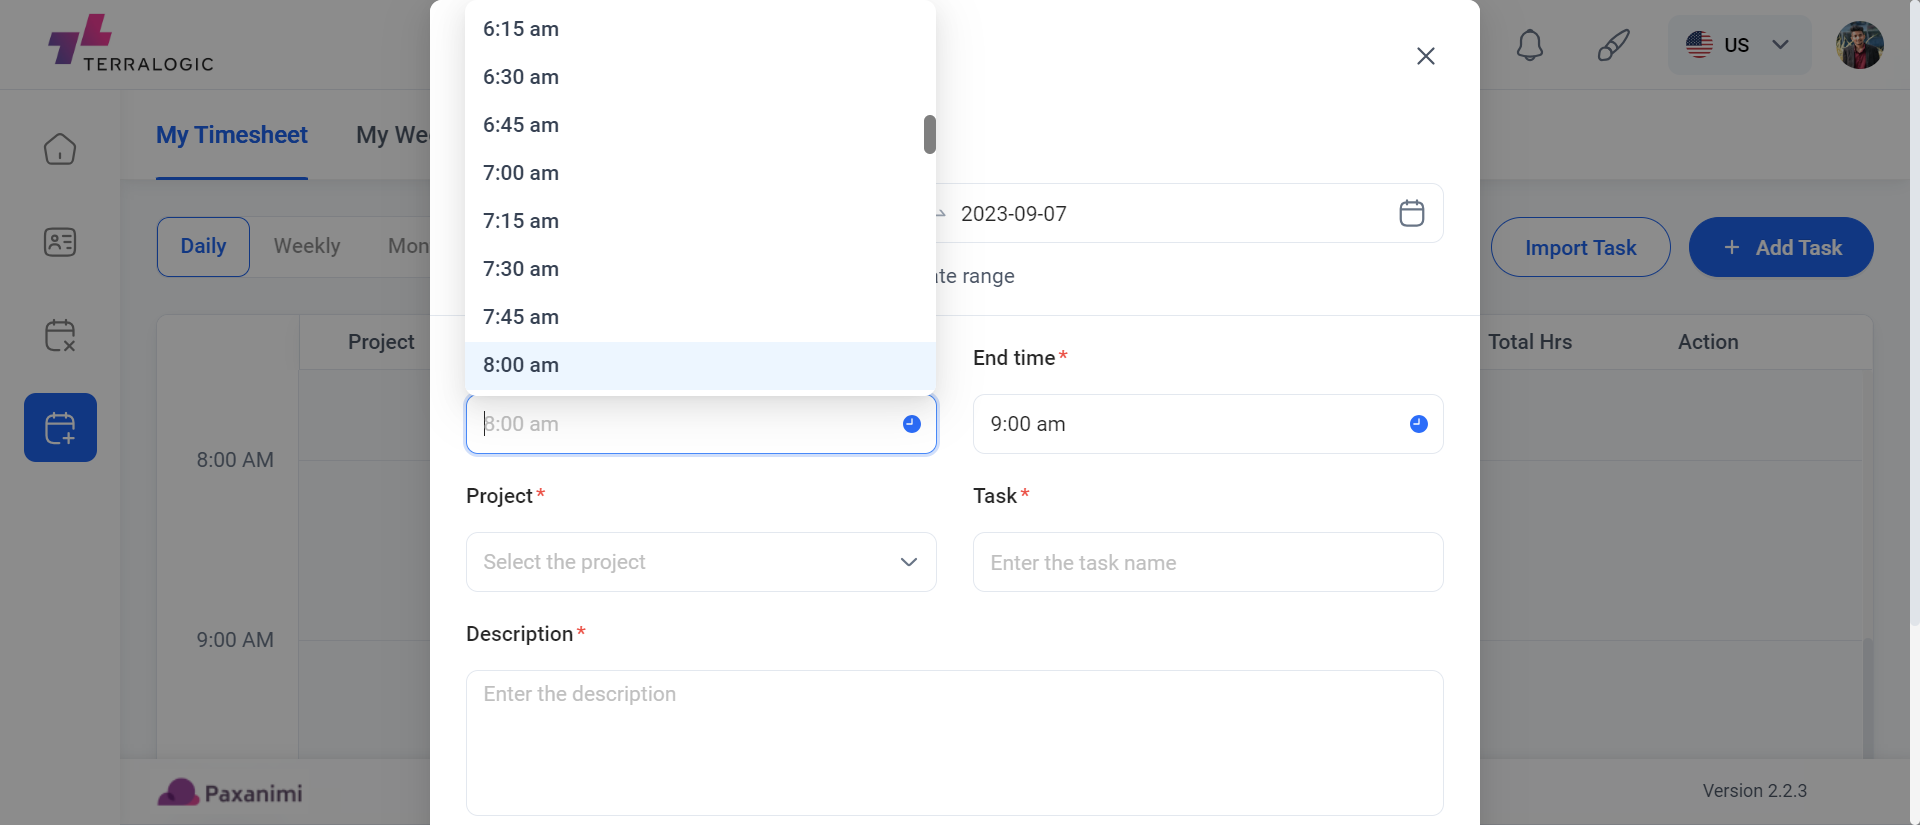 TERRALOGIC
US
My Timesheet
My We
Daily
Weekly
Mon
Import Task
+ Add Task
Project
Total Hrs
Action
8:00 AM
9:00 AM
6:15 am
6:30 am
6:45 am
7:00 am
7:15 am
7:30 am
7:45 am
8:00 am
2023-09-07
te range
End time*
8:00 am
9:00 am
Project*
Task*
Select the project
Enter the task name
Description*
Enter the description
Paxanimi
Version 2.2.3